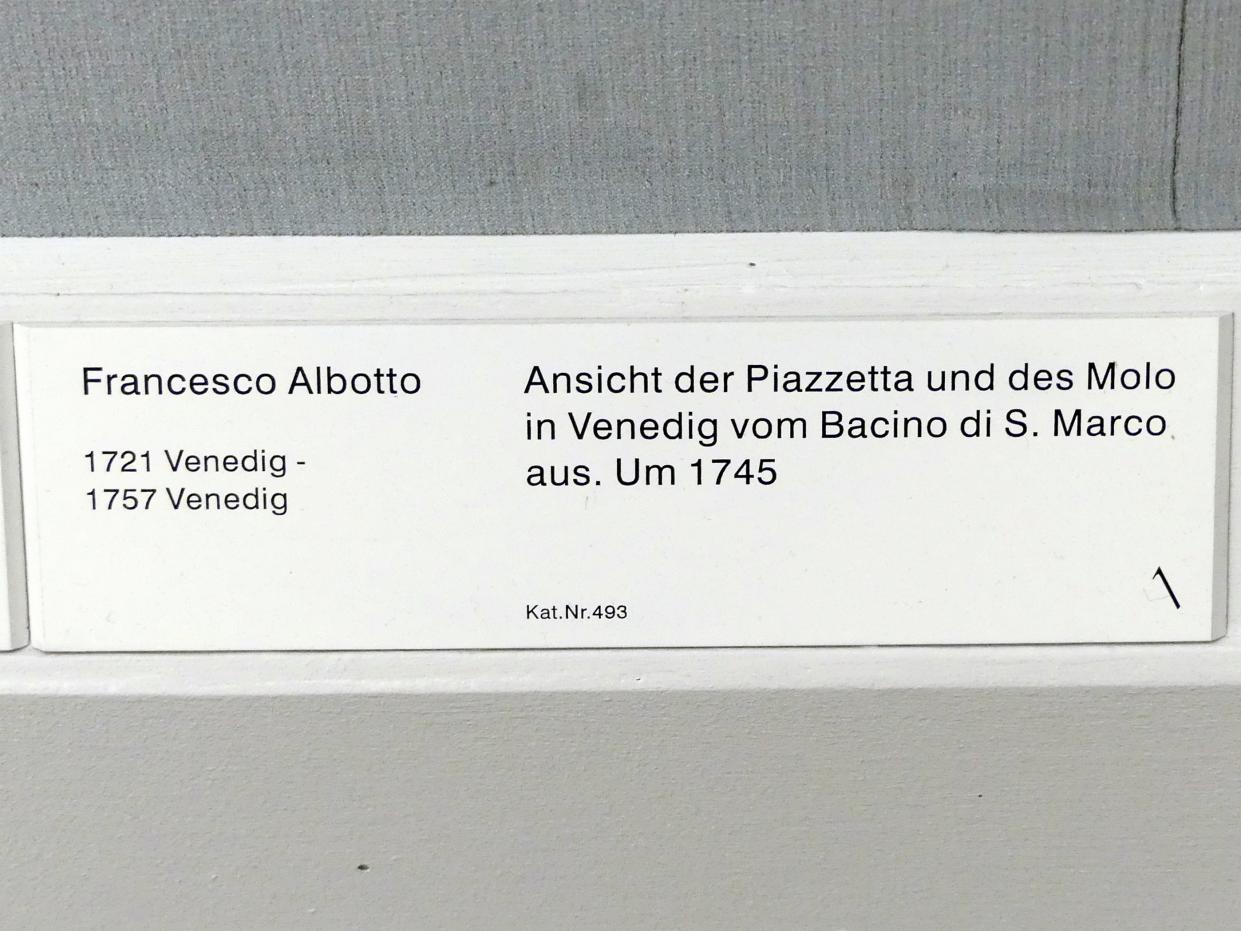 Francesco Albotto
1721 Venedig -
1757 Venedig
Ansicht der Piazzetta und des Molo
in Venedig vom Bacino di S. Marco
aus. Um 1745
Kat.Nr.493